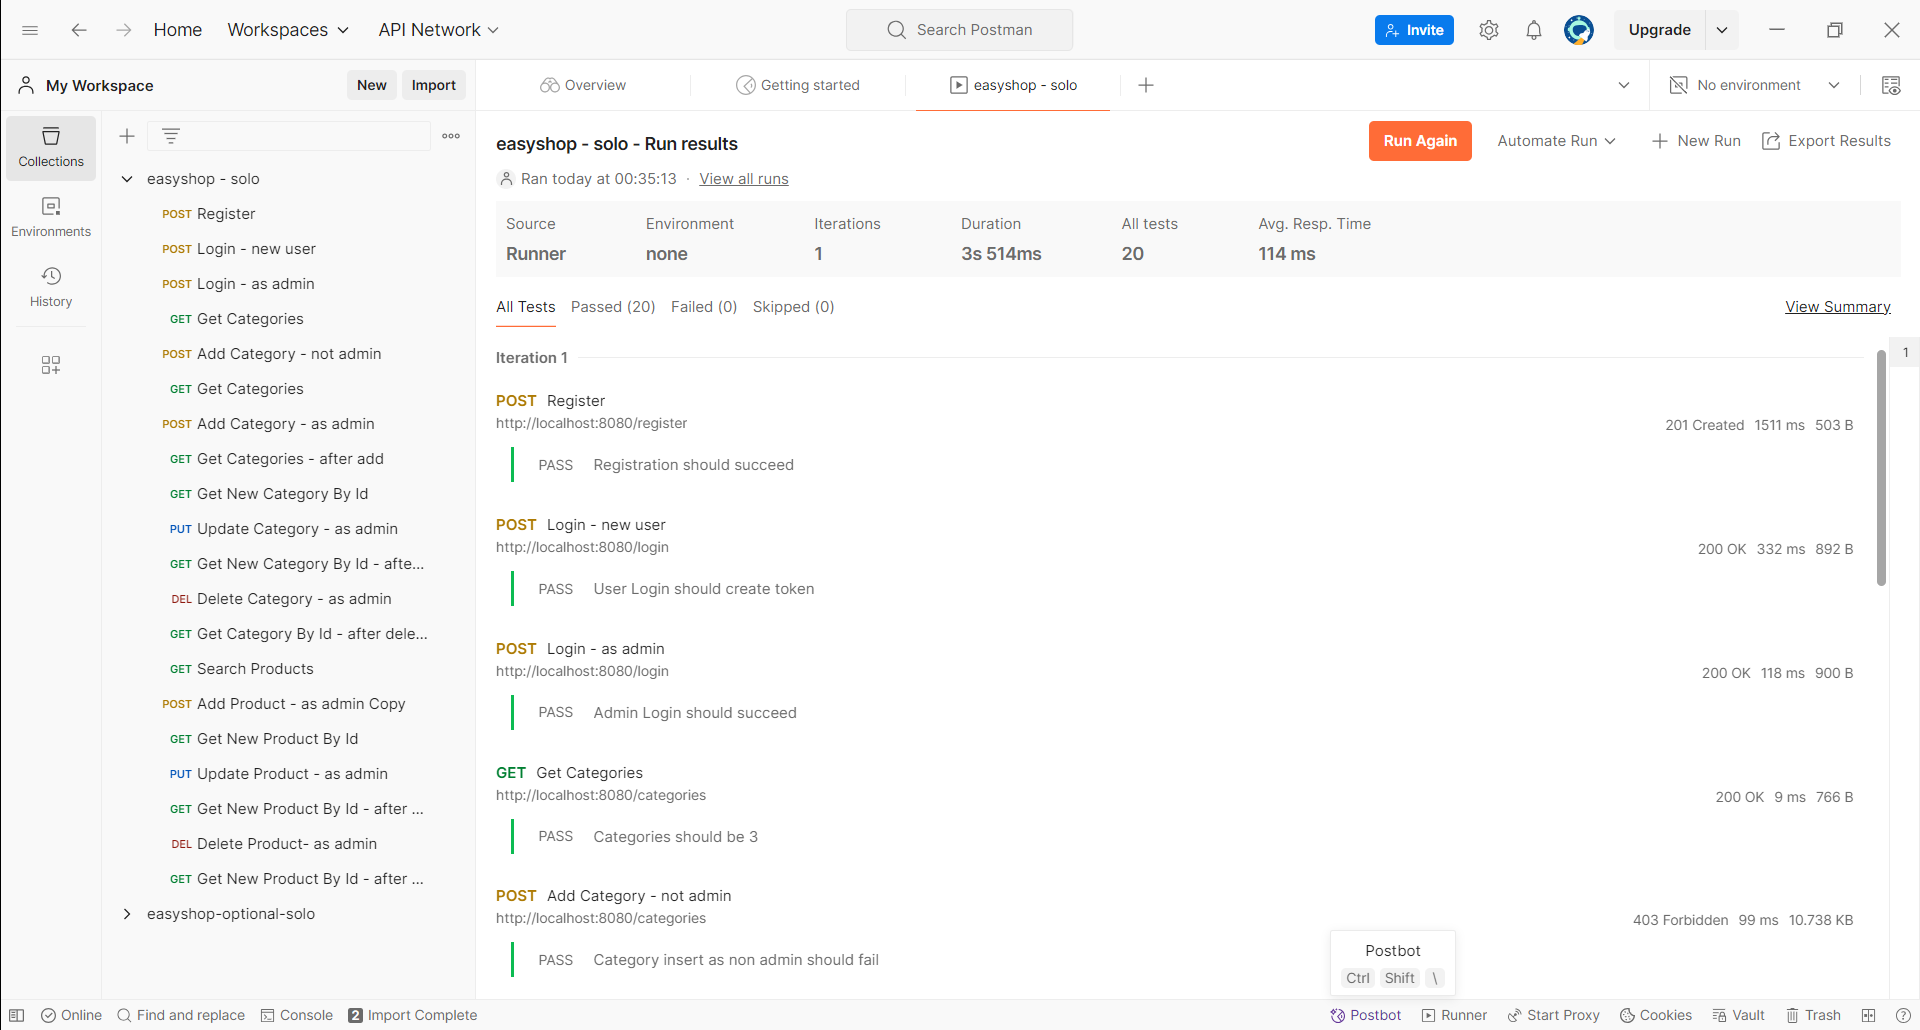 Home Workspaces API Network Search Postman Invite Upgrade
My Workspace New Import Overview Getting started easyshop - solo No environment
Collections
Environments
History
easyshop - solo
POST Register
POST Login - new user
POST Login - as admin
GET Get Categories
POST Add Category - not admin
GET Get Categories
POST Add Category - as admin
GET Get Categories - after add
GET Get New Category By Id
PUT Update Category - as admin
GET Get New Category By Id - afte...
DEL Delete Category - as admin
GET Get Category By Id - after dele...
GET Search Products
POST Add Product - as admin Copy
GET Get New Product By Id
PUT Update Product - as admin
GET Get New Product By Id - after ...
DEL Delete Product- as admin
GET Get New Product By Id - after ...
easyshop-optional-solo
easyshop - solo - Run results Run Again Automate Run New Run Export Results
Ran today at 00:35:13 · View all runs
Source Environment Iterations Duration All tests Avg. Resp. Time
Runner none 1 3s 514ms 20 114 ms
All Tests Passed (20) Failed (0) Skipped (0) View Summary
Iteration 1 1
POST Register
http://localhost:8080/register 201 Created 1511 ms 503 B
PASS Registration should succeed
POST Login - new user
http://localhost:8080/login 200 OK 332 ms 892 B
PASS User Login should create token
POST Login - as admin
http://localhost:8080/login 200 OK 118 ms 900 B
PASS Admin Login should succeed
GET Get Categories
http://localhost:8080/categories 200 OK 9 ms 766 B
PASS Categories should be 3
POST Add Category - not admin
http://localhost:8080/categories 403 Forbidden 99 ms 10.738 KB
PASS Category insert as non admin should fail
Postbot
Ctrl Shift \
Online Find and replace Console 2 Import Complete Postbot Runner Start Proxy Cookies Vault Trash